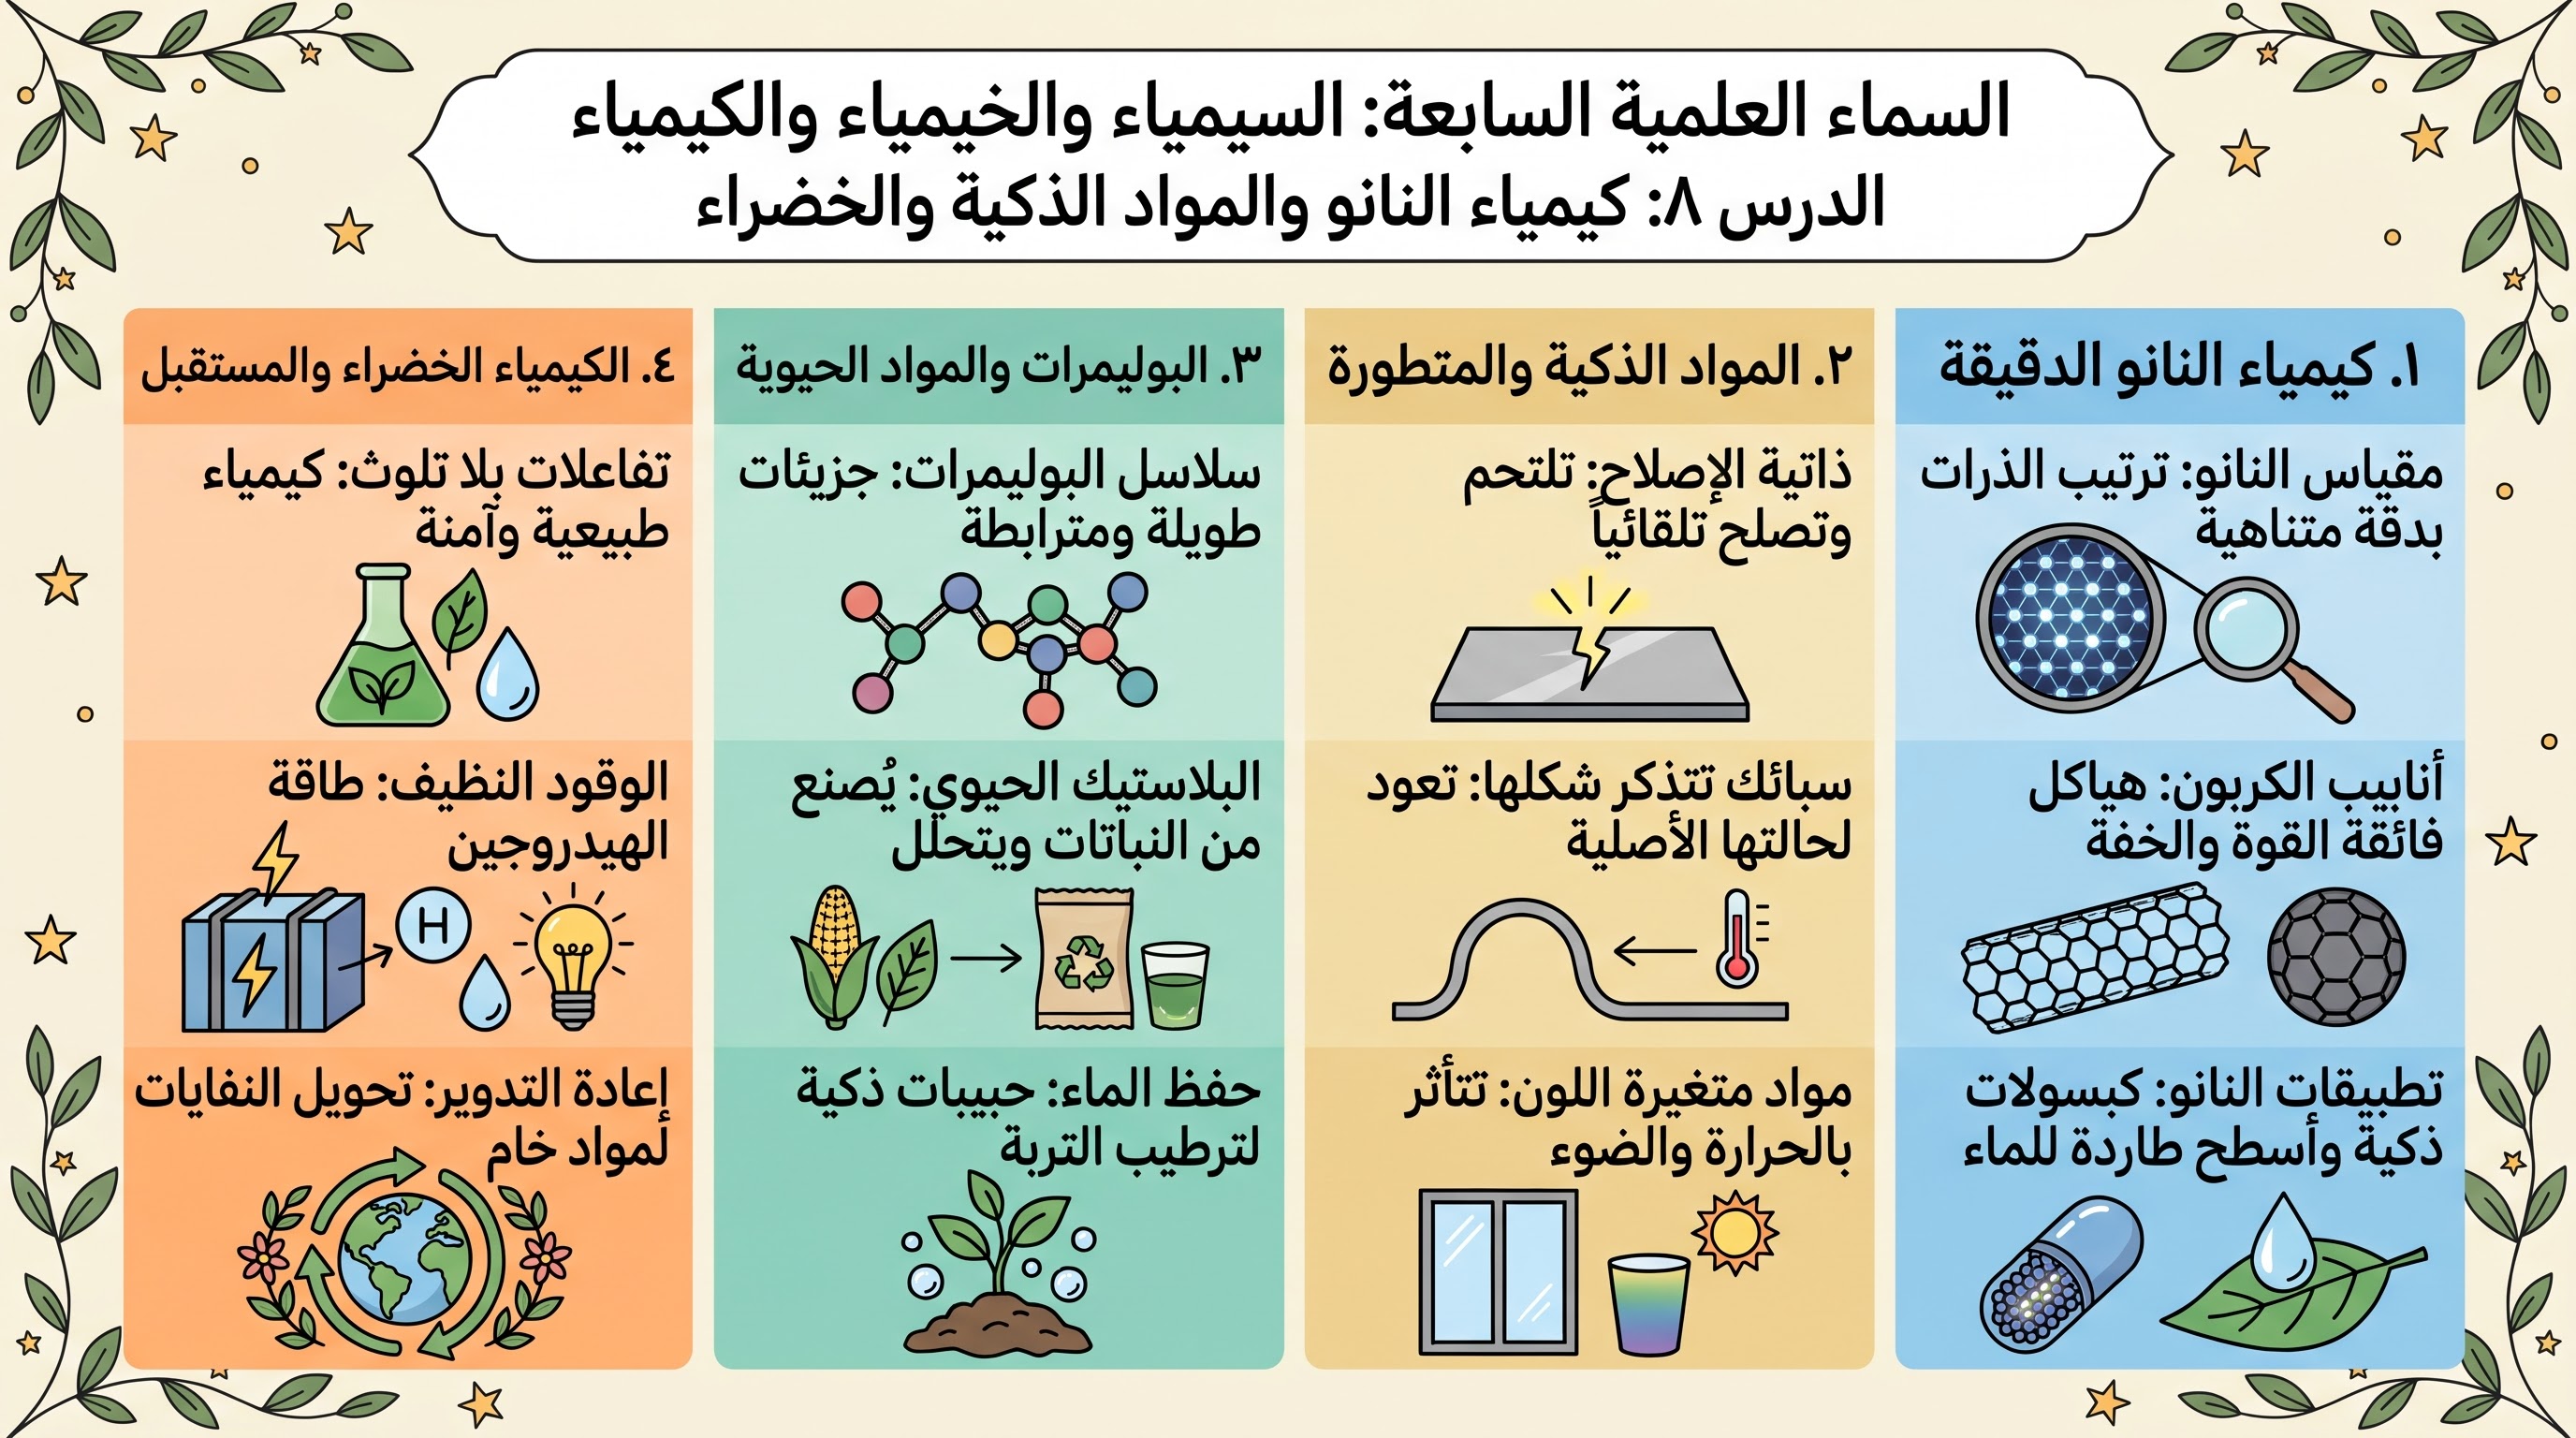 السماء العلمية السابعة: السيمياء والخيمياء والكيمياء
الدرس ٨: كيمياء النانو والمواد الذكية والخضراء
١. كيمياء النانو الدقيقة
مقياس النانو: ترتيب الذرات
بدقة متناهية
أنابيب الكربون: هياكل
فائقة القوة والخفة
تطبيقات النانو: كبسولات
ذكية وأسطح طاردة للماء
٢. المواد الذكية والمتطورة
ذاتية الإصلاح: تلتحم
وتصلح تلقائياً
سبائك تتذكر شكلها: تعود
لحالتها الأصلية
مواد متغيرة اللون: تتأثر
بالحرارة والضوء
٣. البوليمرات والمواد الحيوية
سلاسل البوليمرات: جزيئات
طويلة ومترابطة
البلاستيك الحيوي: يُصنع
من النباتات ويتحلل
حفظ الماء: حبيبات ذكية
لترطيب التربة
٤. الكيمياء الخضراء والمستقبل
تفاعلات بلا تلوث: كيمياء
طبيعية وآمنة
الوقود النظيف: طاقة
الهيدروجين
H
إعادة التدوير: تحويل النفايات
لمواد خام